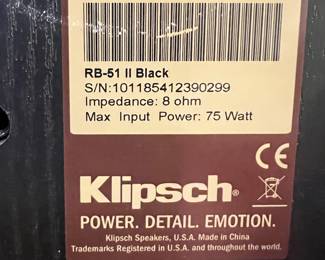 RB-51 II Black
S/N:101185412390299
Impedance: 8 ohm
Max Input Power: 75 Watt
CE
Klipsch®
POWER. DETAIL. EMOTION.
Klipsch Speakers, U.S.A. Made in China
Trademarks Registered in U.S.A. and throughout the world.